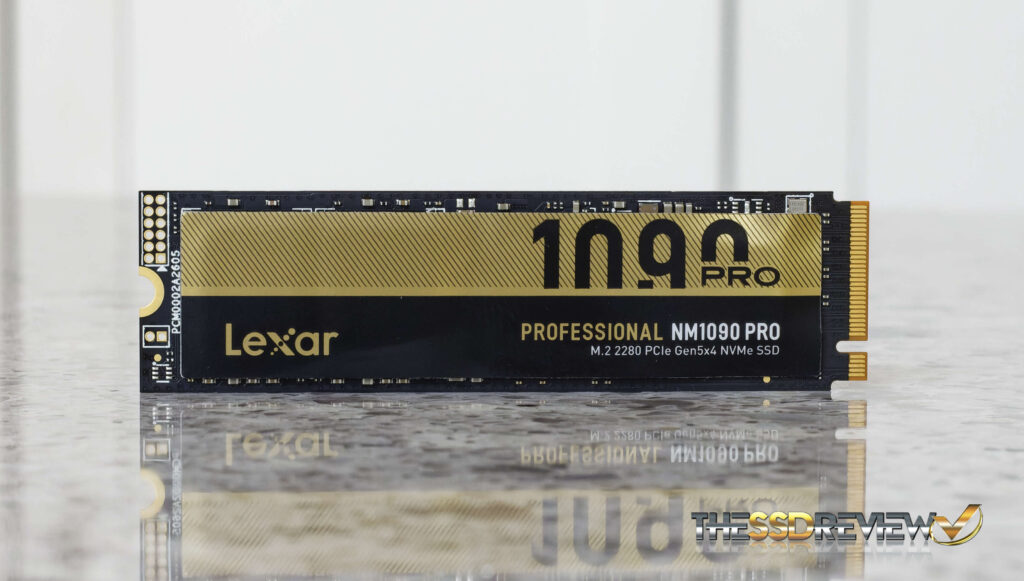 PCM0002A2605
1090
PRO
Lexar
PROFESSIONAL NM1090 PRO
M.2 2280 PCIe Gen5x4 NVMe SSD
THESSDREVIEW